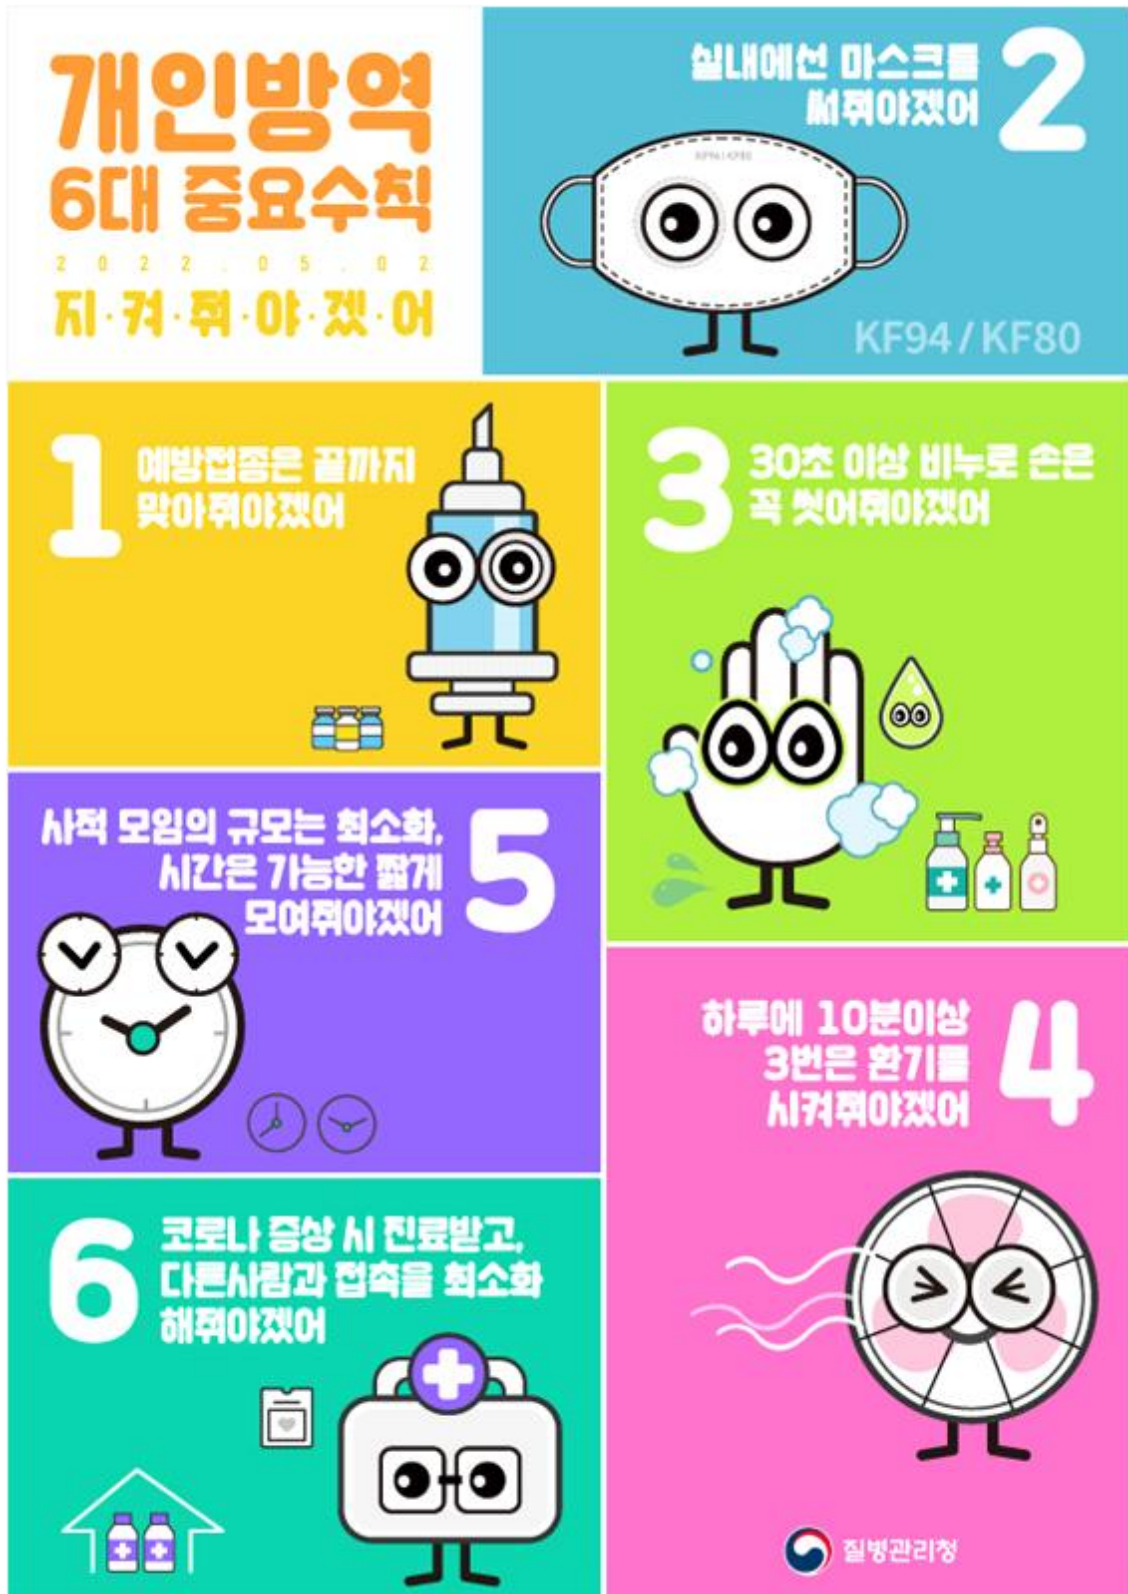 개인방역
6대 중요수칙
2022.05.02
지·켜·줘·야·겠·어
1
예방접종은 끝까지
맞아줘야겠어
2
실내에선 마스크를
써줘야겠어
KF94/KF80
KF94/KF80
3
30초 이상 비누로 손은
꼭 씻어줘야겠어
4
하루에 10분이상
3번은 환기를
시켜줘야겠어
5
사적 모임의 규모는 최소화,
시간은 가능한 짧게
모여줘야겠어
6
코로나 증상 시 진료받고,
다른사람과 접촉을 최소화
해줘야겠어
질병관리청